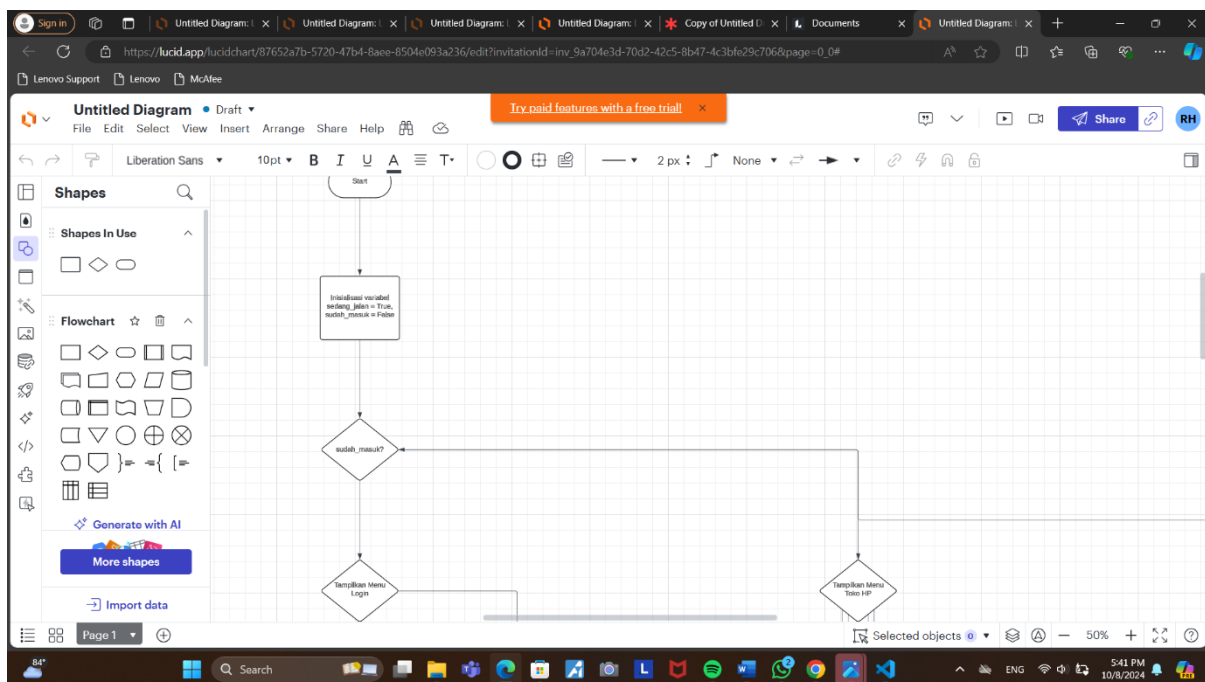 Sign in
Untitled Diagram: L
Untitled Diagram: L
Untitled Diagram: L
Untitled Diagram: L
Copy of Untitled D
Documents
Untitled Diagram: L
https://lucid.app/lucidchart/87652a7b-5720-47b4-8aee-8504e093a236/edit?invitationId=inv_9a704e3d-70d2-42c5-8b47-4c3bfe29c706&page=0_0#
Lenovo Support
Lenovo
McAfee
Untitled Diagram
Draft
Try paid features with a free trial!
File Edit Select View Insert Arrange Share Help
Share
RH
Liberation Sans
10pt
B I U A
T
2 px
None
Shapes
Shapes In Use
Flowchart
Generate with AI
More shapes
Import data
Start
Inisialisasi variabel
sedang_jalan = True,
sudah_masuk = False
sudah_masuk?
Tampilkan Menu
Login
Tampilkan Menu
Toko HP
Page 1
Selected objects 0
50%
84°
Search
ENG
5:41 PM
10/8/2024